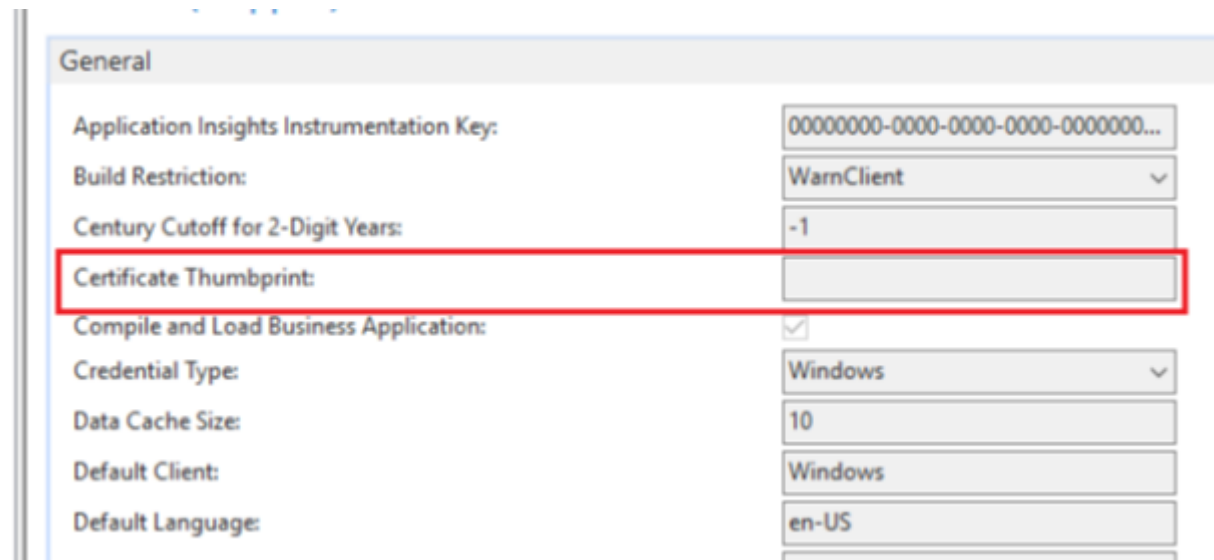 General
Application Insights Instrumentation Key: 00000000-0000-0000-0000-0000000...
Build Restriction: WarnClient
Century Cutoff for 2-Digit Years: -1
Certificate Thumbprint:
Compile and Load Business Application:
Credential Type: Windows
Data Cache Size: 10
Default Client: Windows
Default Language: en-US